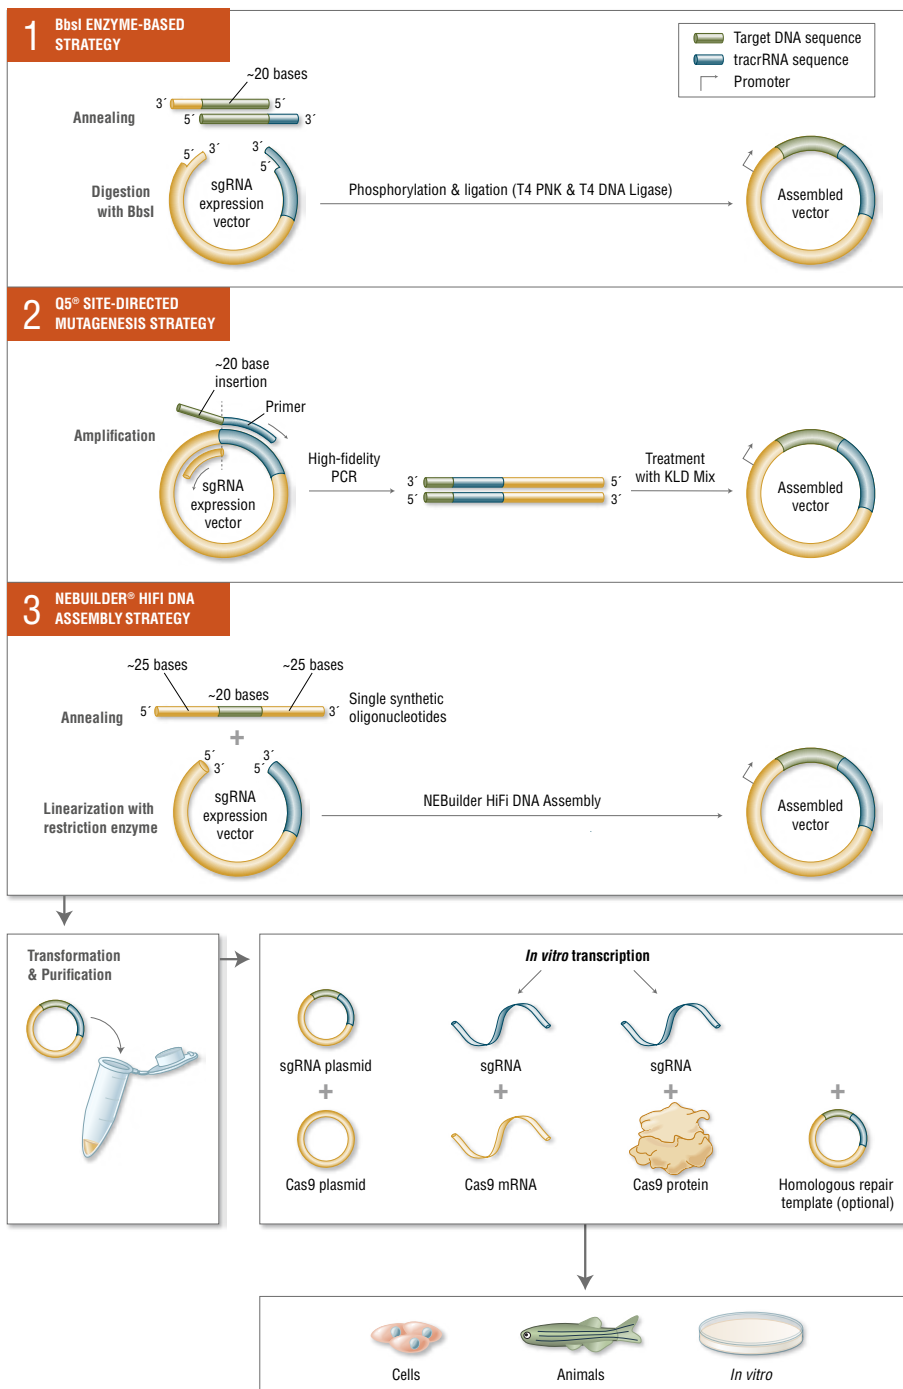 1 BbsI ENZYME-BASED
STRATEGY
Target DNA sequence
tracrRNA sequence
Promoter
~20 bases
3´ 5´
Annealing
5´ 3´
5´ 3´ 3´ 5´
Digestion
with BbsI
sgRNA
expression
vector
Phosphorylation & ligation (T4 PNK & T4 DNA Ligase)
Assembled
vector
2 Q5® SITE-DIRECTED
MUTAGENESIS STRATEGY
~20 base
insertion
Primer
Amplification
sgRNA
expression
vector
High-fidelity
PCR
3´ 5´
5´ 3´
Treatment
with KLD Mix
Assembled
vector
3 NEBUILDER® HIFI DNA
ASSEMBLY STRATEGY
~25 bases ~25 bases
~20 bases
Annealing
5´ 3´
Single synthetic
oligonucleotides
+
5´ 3´
3´ 5´
Linearization with
restriction enzyme
sgRNA
expression
vector
NEBuilder HiFi DNA Assembly
Assembled
vector
Transformation
& Purification
In vitro transcription
sgRNA plasmid sgRNA sgRNA
+ + + +
Cas9 plasmid Cas9 mRNA Cas9 protein Homologous repair
template (optional)
Cells Animals In vitro